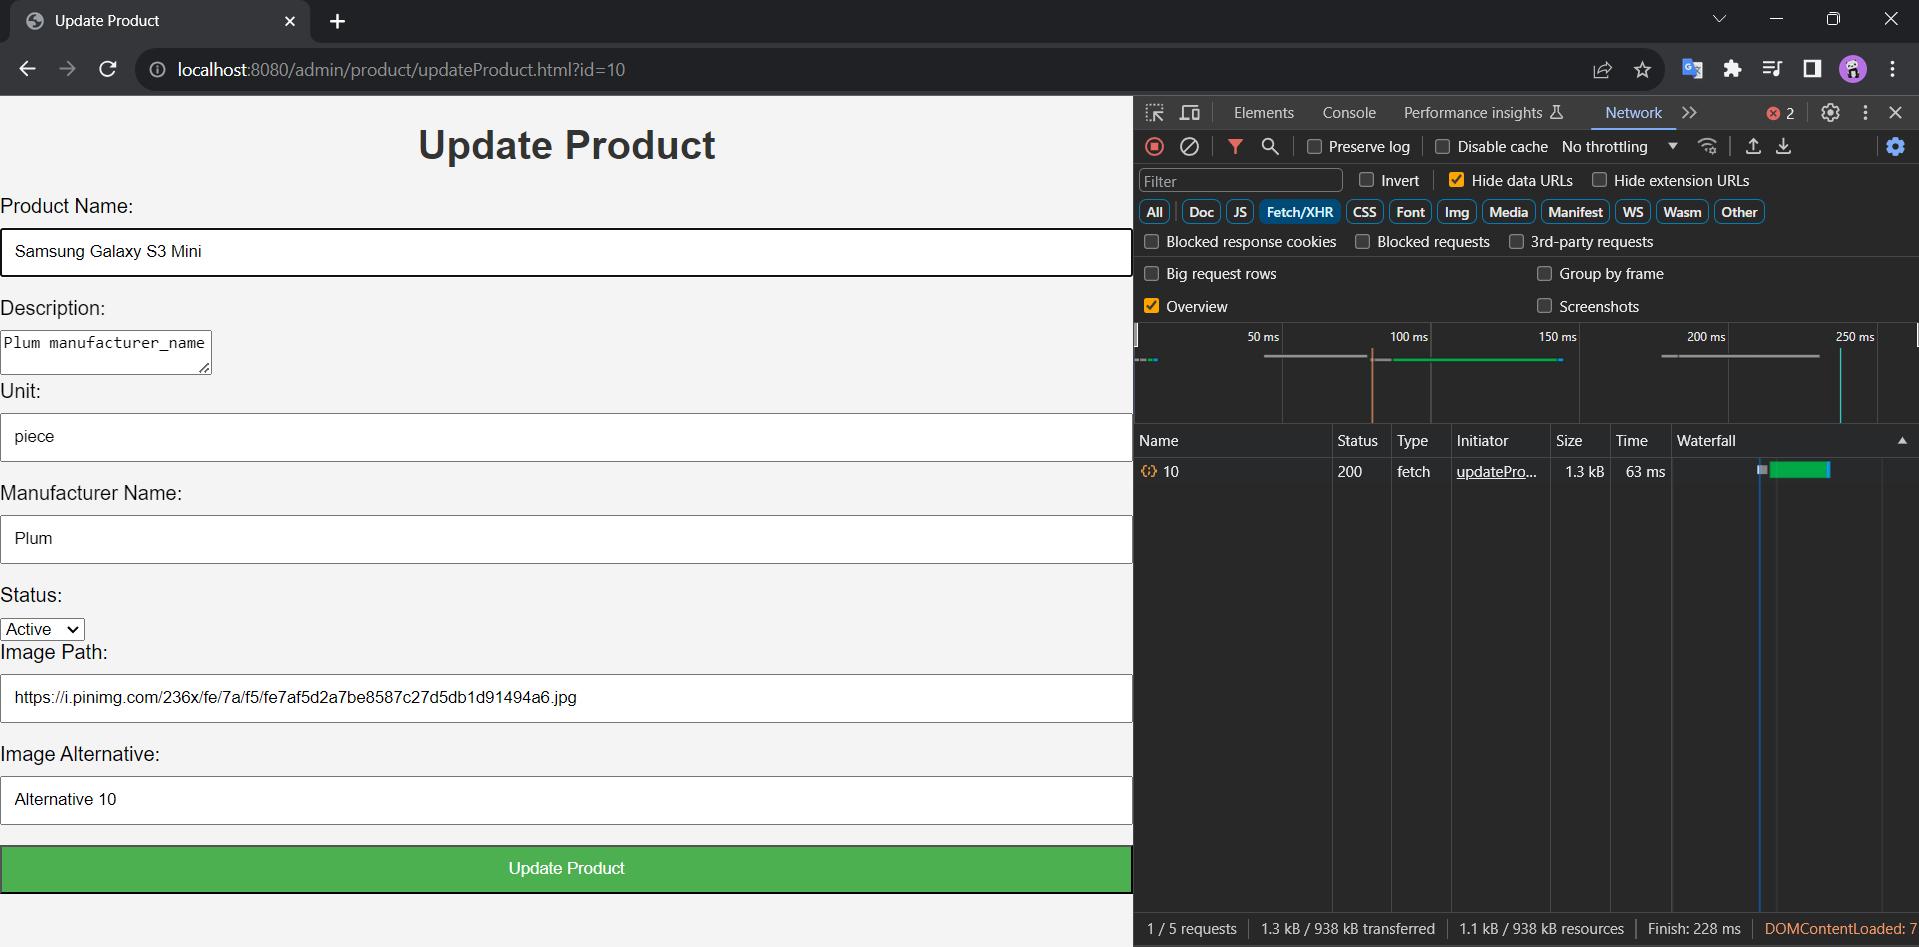 Update Product
localhost:8080/admin/product/updateProduct.html?id=10
Update Product
Product Name:
Samsung Galaxy S3 Mini
Description:
Plum manufacturer_name
Unit:
piece
Manufacturer Name:
Plum
Status:
Active
Image Path:
https://i.pinimg.com/236x/fe/7a/f5/fe7af5d2a7be8587c27d5db1d91494a6.jpg
Image Alternative:
Alternative 10
Update Product
Elements Console Performance insights Network 2
Preserve log Disable cache No throttling
Filter Invert Hide data URLs Hide extension URLs
All Doc JS Fetch/XHR CSS Font Img Media Manifest WS Wasm Other
Blocked response cookies Blocked requests 3rd-party requests
Big request rows Group by frame
Overview Screenshots
50 ms 100 ms 150 ms 200 ms 250 ms
Name Status Type Initiator Size Time Waterfall
10 200 fetch updatePro... 1.3 kB 63 ms
1 / 5 requests 1.3 kB / 938 kB transferred 1.1 kB / 938 kB resources Finish: 228 ms DOMContentLoaded: 7